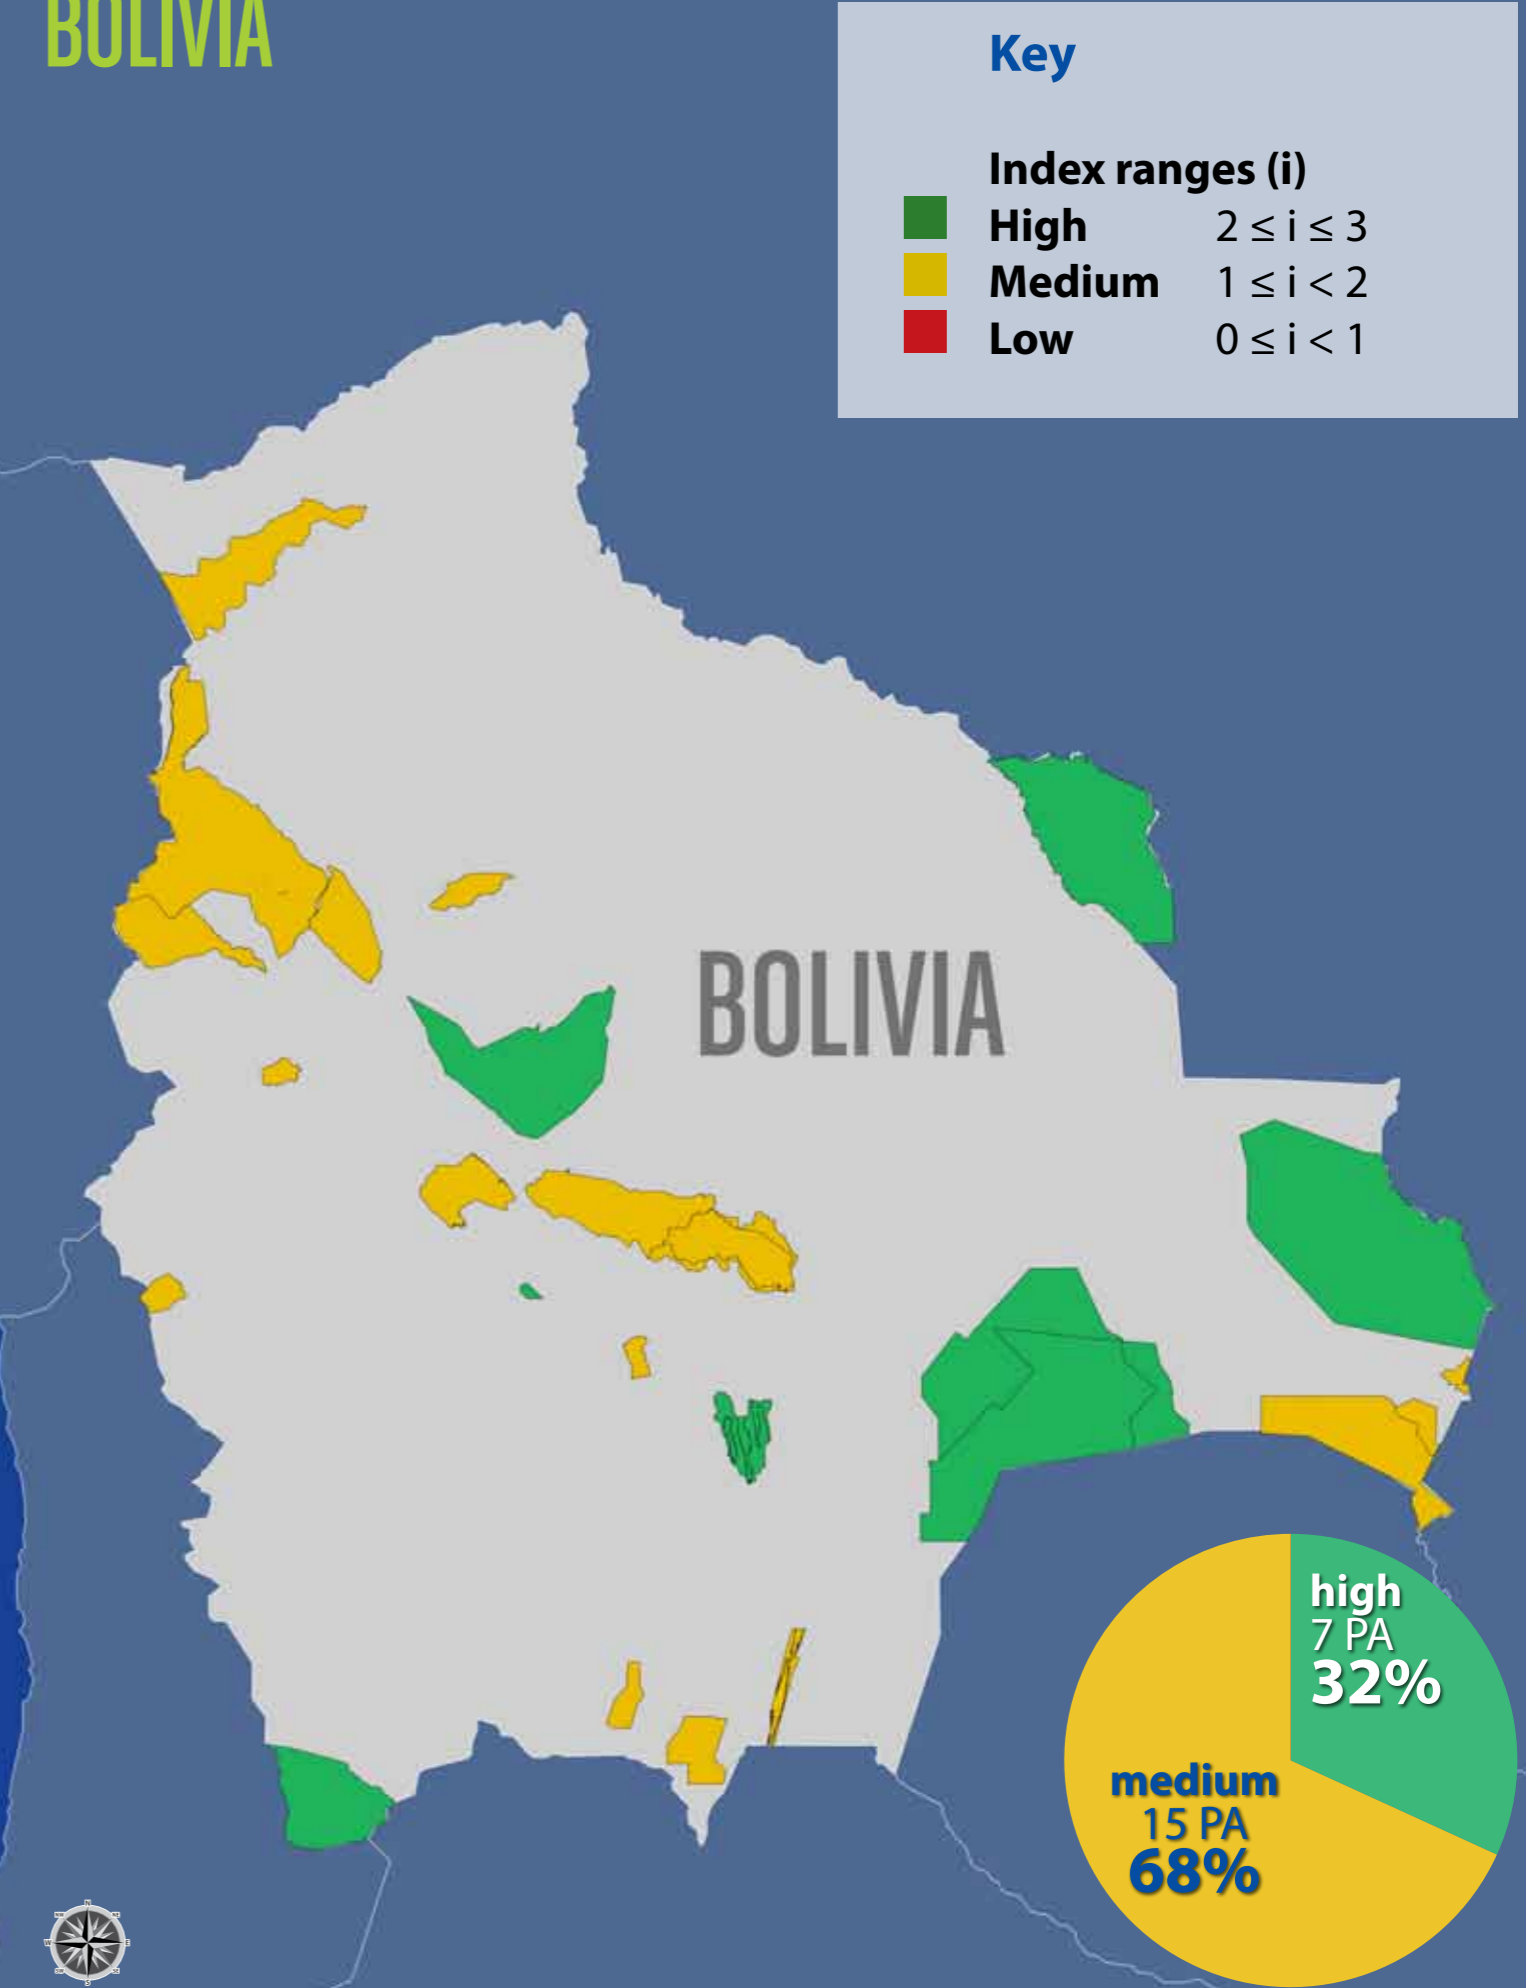 BOLIVIA
Key
Index ranges (i)
High 2 ≤ i ≤ 3
Medium 1 ≤ i < 2
Low 0 ≤ i < 1
BOLIVIA
high
7 PA
32%
medium
15 PA
68%
N
E
S
W